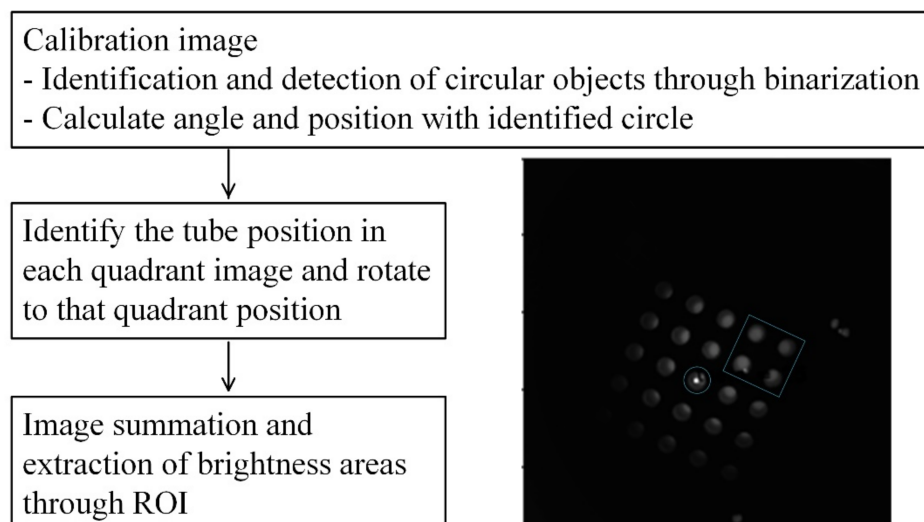 Calibration image
- Identification and detection of circular objects through binarization
- Calculate angle and position with identified circle
Identify the tube position in
each quadrant image and rotate
to that quadrant position
Image summation and
extraction of brightness areas
through ROI